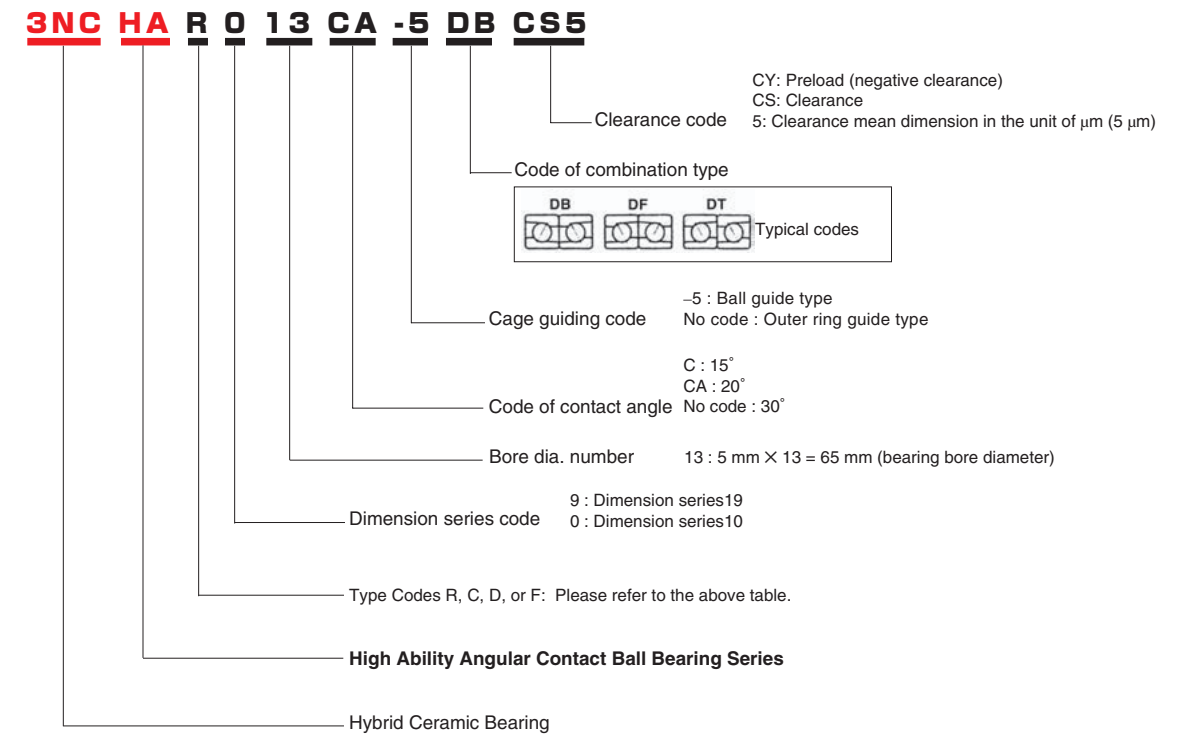 3NC HA R 0 13 CA -5 DB CS5
CY: Preload (negative clearance)
CS: Clearance
Clearance code 5: Clearance mean dimension in the unit of μm (5 μm)
Code of combination type
DB DF DT
Typical codes
–5 : Ball guide type
Cage guiding code No code : Outer ring guide type
C : 15˚
CA : 20˚
Code of contact angle No code : 30˚
Bore dia. number 13 : 5 mm ✕ 13 = 65 mm (bearing bore diameter)
9 : Dimension series19
Dimension series code 0 : Dimension series10
Type Codes R, C, D, or F: Please refer to the above table.
High Ability Angular Contact Ball Bearing Series
Hybrid Ceramic Bearing